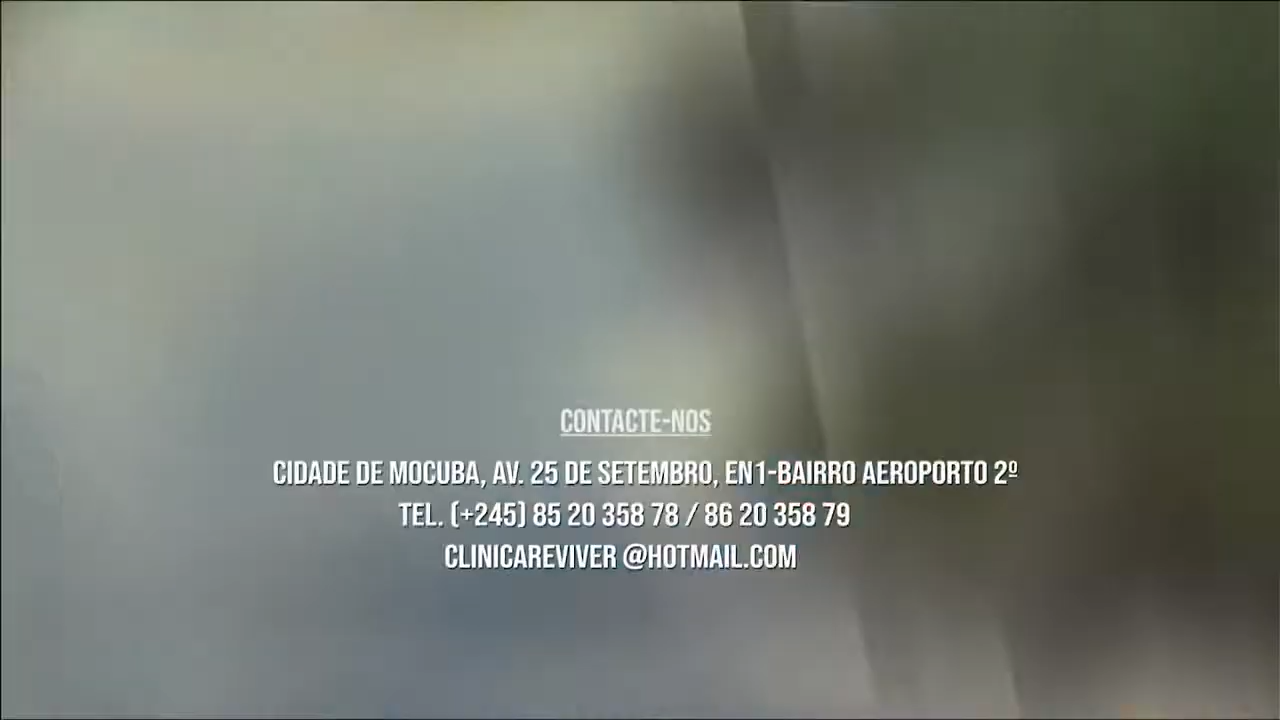 CONTACTE-NOS
CIDADE DE MOCUBA, AV. 25 DE SETEMBRO, EN1-BAIRRO AEROPORTO 2º
TEL. (+245) 85 20 358 78 / 86 20 358 79
CLINICAREVIVER @HOTMAIL.COM